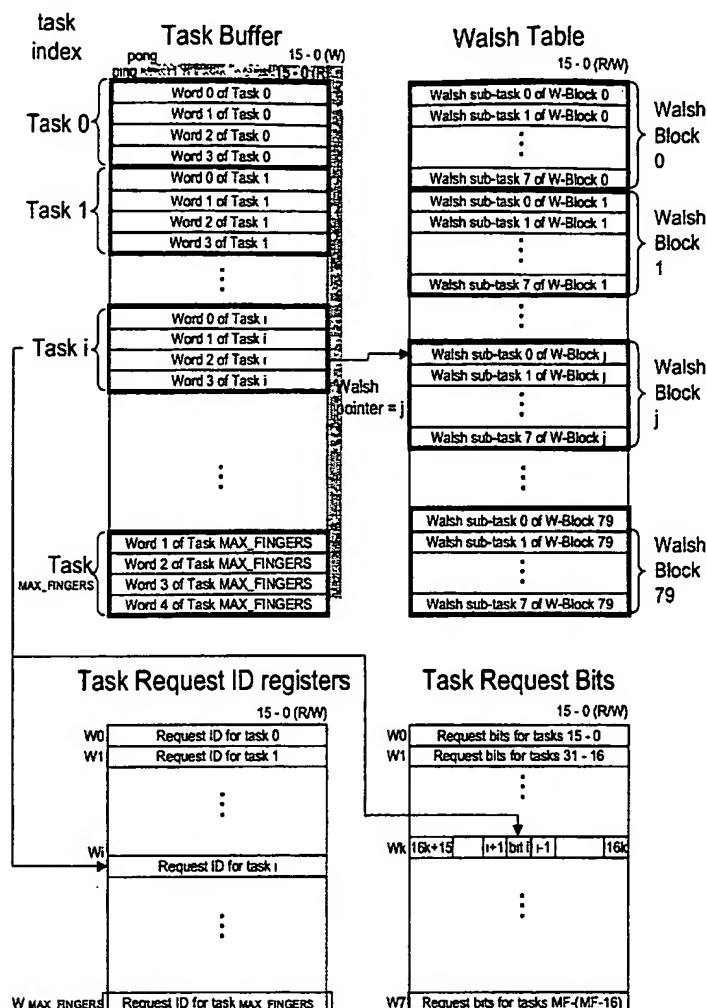 task
index
Task Buffer
pong
15 - 0 (W)
ping
15 - 0 (R)
Task 0
Word 0 of Task 0
Word 1 of Task 0
Word 2 of Task 0
Word 3 of Task 0
Task 1
Word 0 of Task 1
Word 1 of Task 1
Word 2 of Task 1
Word 3 of Task 1
Task i
Word 0 of Task i
Word 1 of Task i
Word 2 of Task i
Word 3 of Task i
Walsh
pointer = j
Task
MAX_FINGERS
Word 1 of Task MAX_FINGERS
Word 2 of Task MAX_FINGERS
Word 3 of Task MAX_FINGERS
Word 4 of Task MAX_FINGERS
Walsh Table
15 - 0 (R/W)
Walsh sub-task 0 of W-Block 0
Walsh sub-task 1 of W-Block 0
Walsh sub-task 7 of W-Block 0
Walsh
Block
0
Walsh sub-task 0 of W-Block 1
Walsh sub-task 1 of W-Block 1
Walsh sub-task 7 of W-Block 1
Walsh
Block
1
Walsh sub-task 0 of W-Block j
Walsh sub-task 1 of W-Block j
Walsh sub-task 7 of W-Block j
Walsh
Block
j
Walsh sub-task 0 of W-Block 79
Walsh sub-task 1 of W-Block 79
Walsh sub-task 7 of W-Block 79
Walsh
Block
79
Task Request ID registers
15 - 0 (R/W)
W0 Request ID for task 0
W1 Request ID for task 1
Wi
Request ID for task i
W MAX_FINGERS Request ID for task MAX_FINGERS
Task Request Bits
15 - 0 (R/W)
W0 Request bits for tasks 15 - 0
W1 Request bits for tasks 31 - 16
Wk 16k+15 i+1 bit i i-1 16k
W7 Request bits for tasks MF-(MF-16)